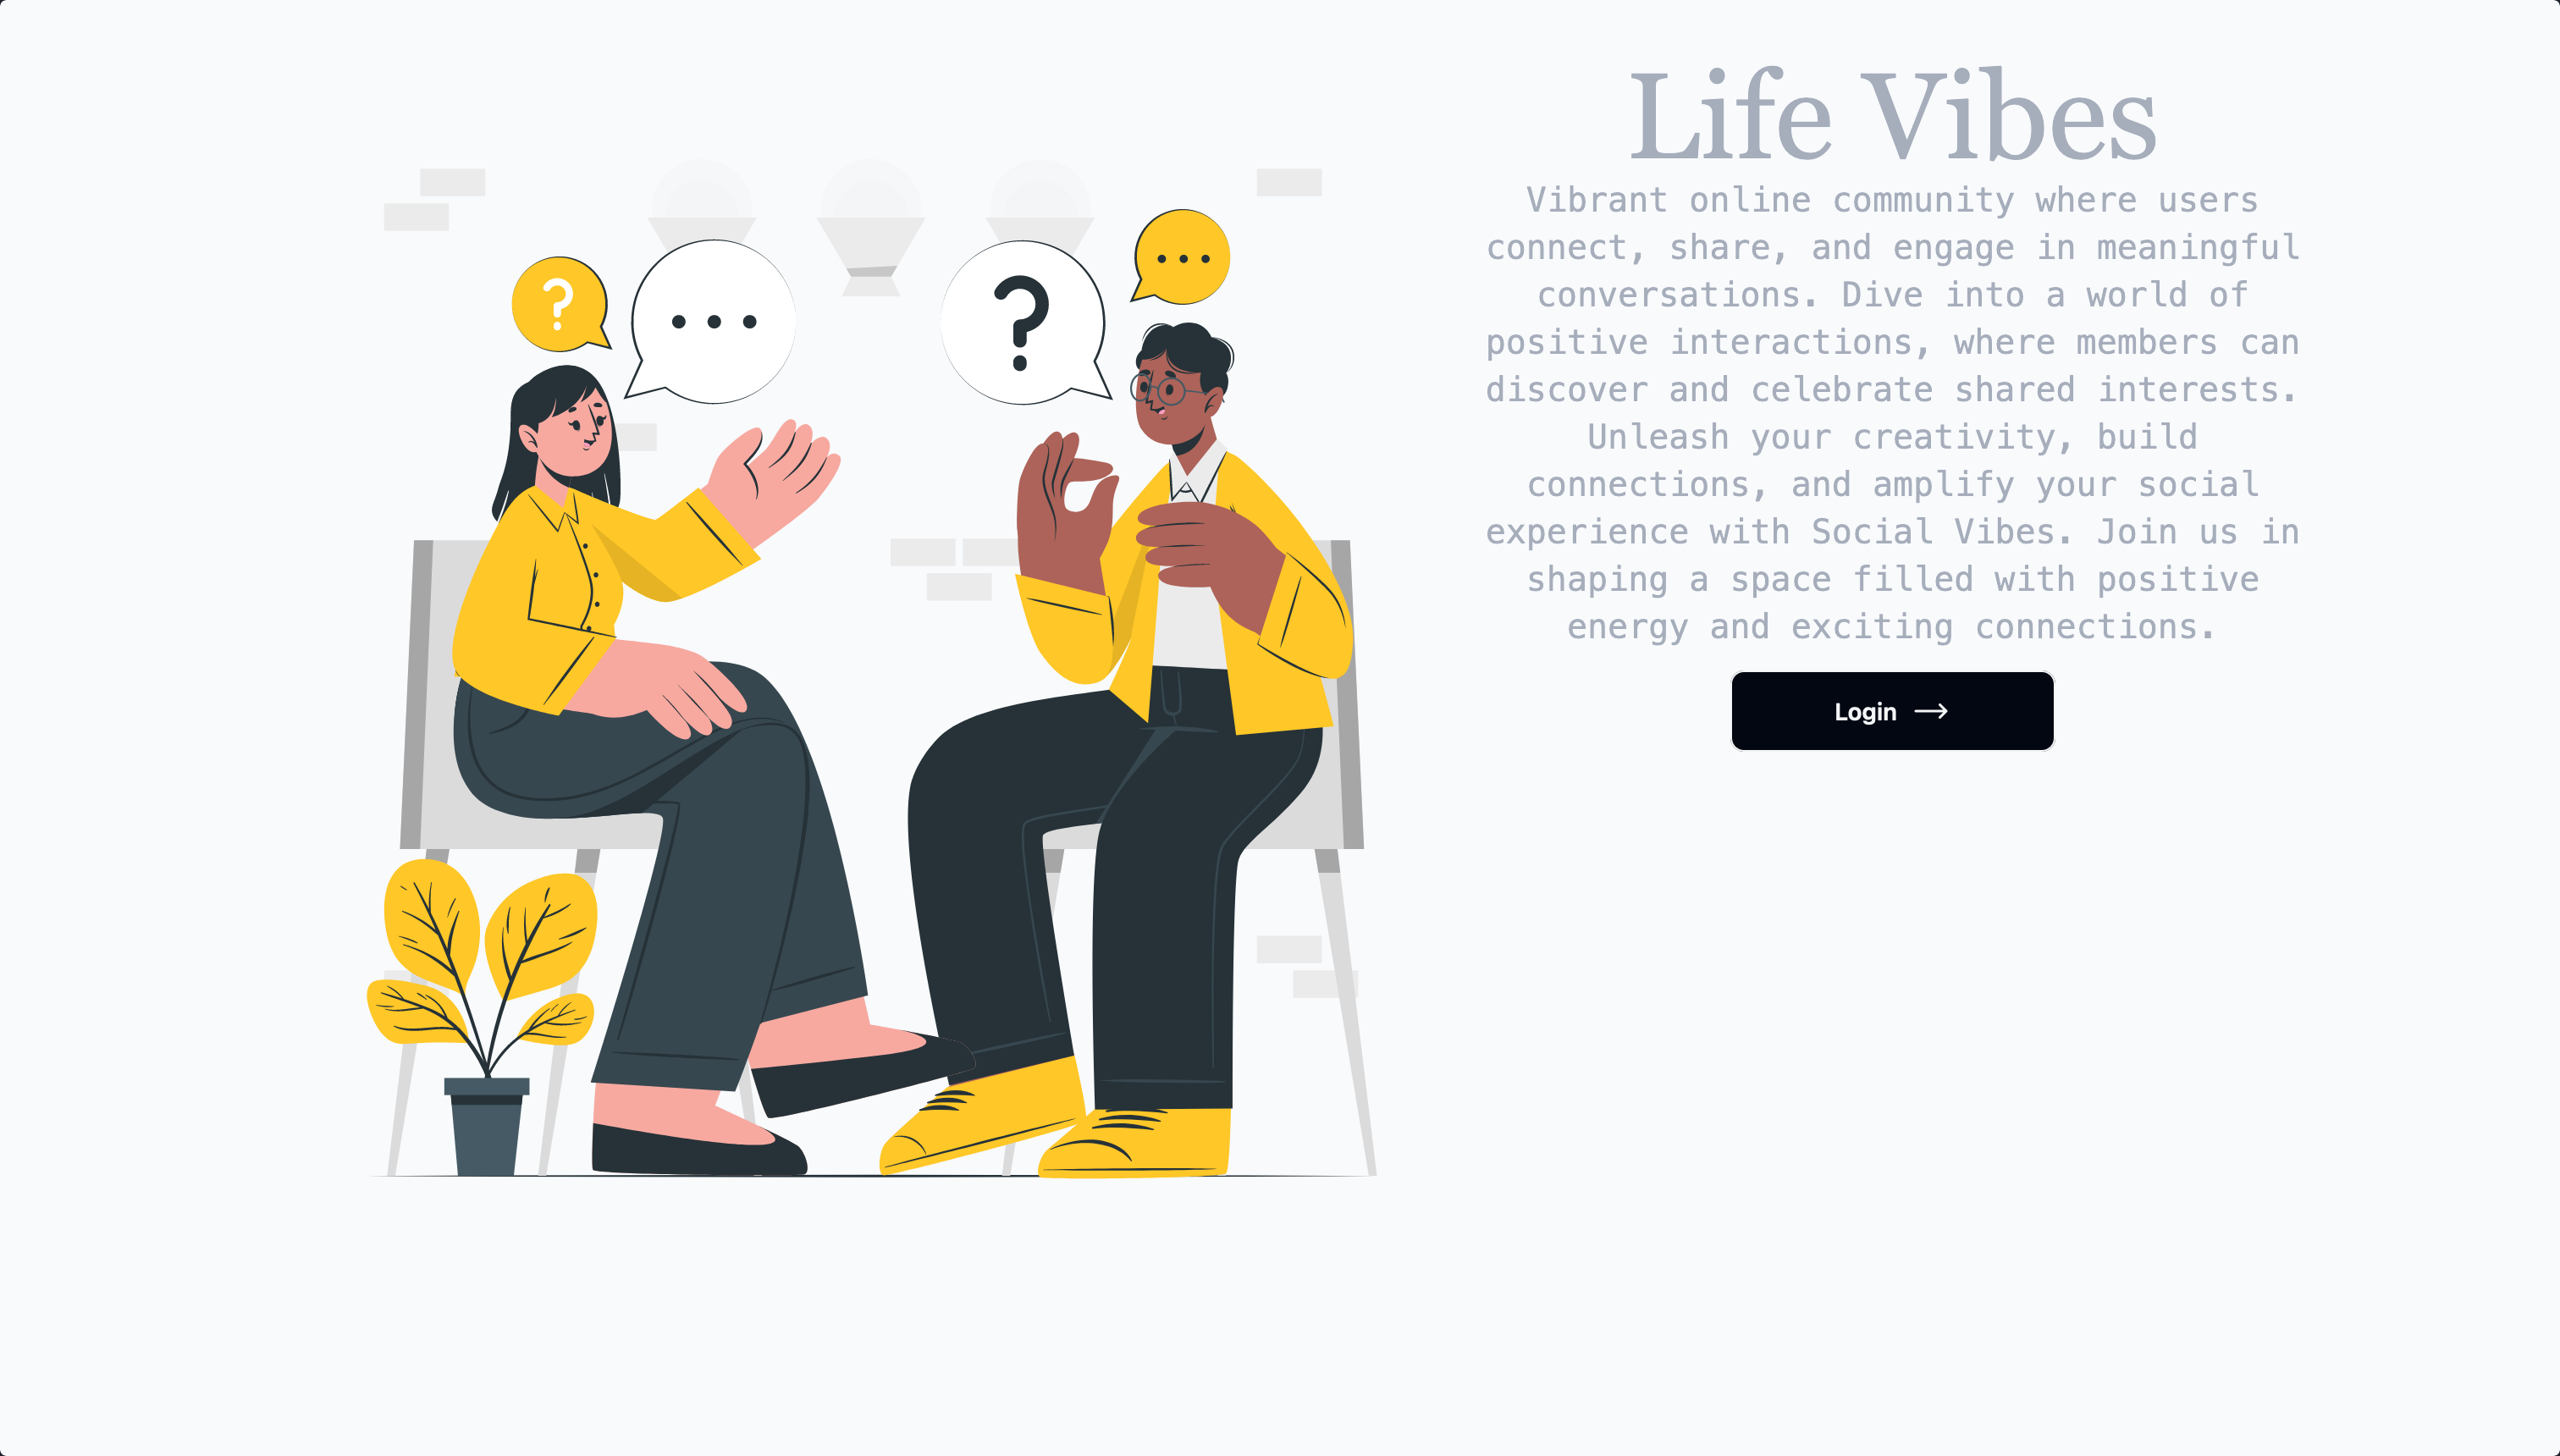 Life Vibes
Vibrant online community where users
connect, share, and engage in meaningful
conversations. Dive into a world of
positive interactions, where members can
discover and celebrate shared interests.
Unleash your creativity, build
connections, and amplify your social
experience with Social Vibes. Join us in
shaping a space filled with positive
energy and exciting connections.
Login →